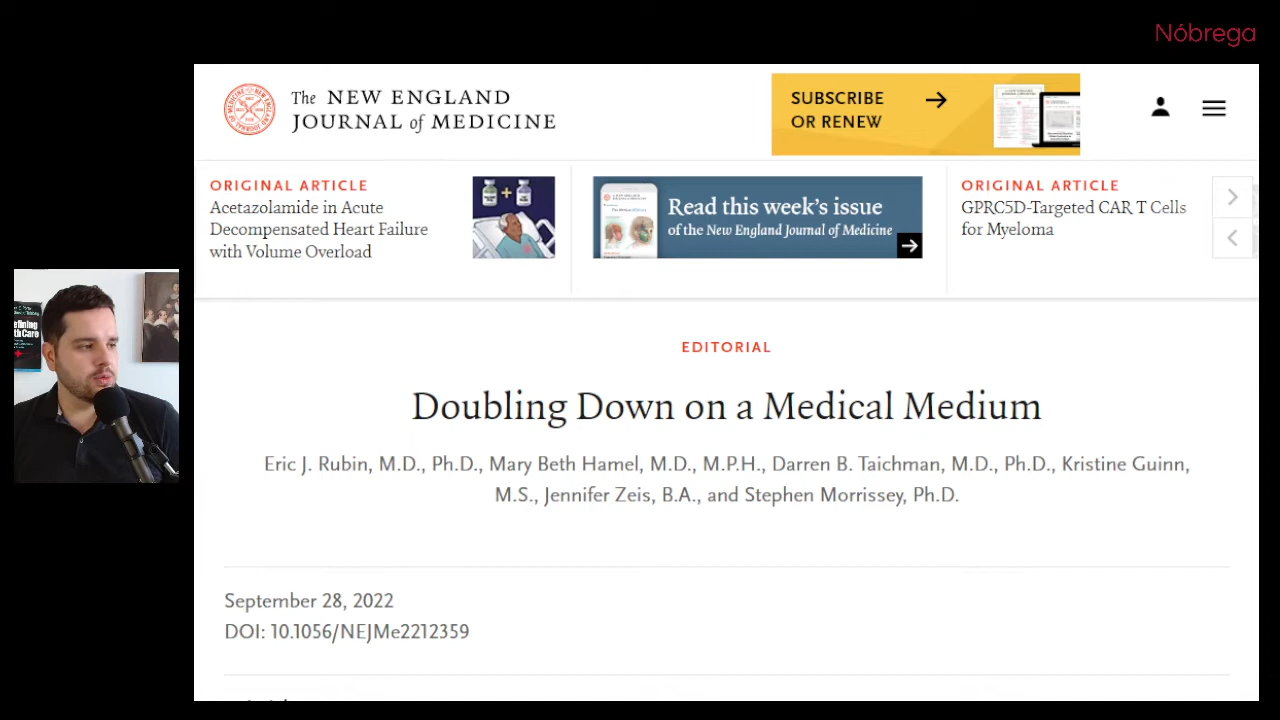 Nóbrega
The NEW ENGLAND
JOURNAL of MEDICINE
SUBSCRIBE
OR RENEW
ORIGINAL ARTICLE
Acetazolamide in Acute
Decompensated Heart Failure
with Volume Overload
Read this week's issue
of the New England Journal of Medicine
ORIGINAL ARTICLE
GPRC5D-Targeted CAR T Cells
for Myeloma
EDITORIAL
Doubling Down on a Medical Medium
Eric J. Rubin, M.D., Ph.D., Mary Beth Hamel, M.D., M.P.H., Darren B. Taichman, M.D., Ph.D., Kristine Guinn,
M.S., Jennifer Zeis, B.A., and Stephen Morrissey, Ph.D.
September 28, 2022
DOI: 10.1056/NEJMe2212359